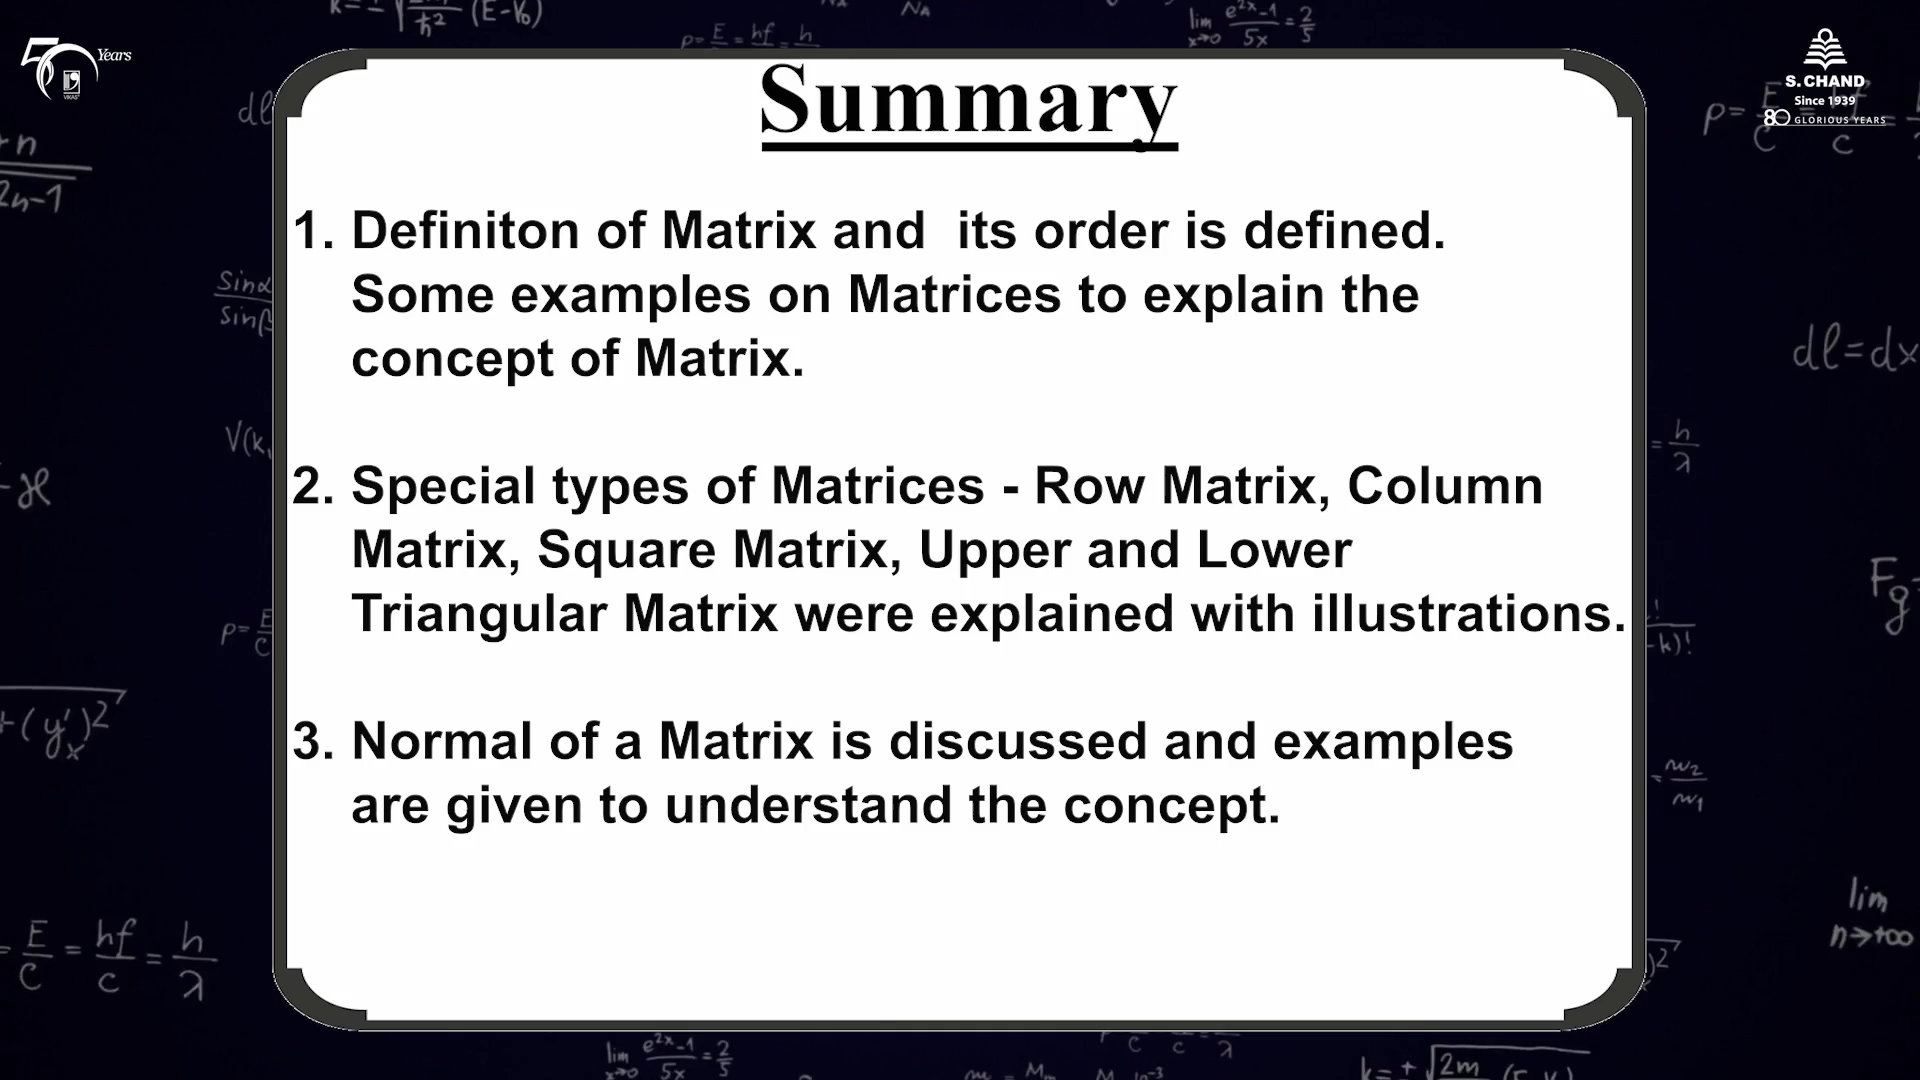 Years
S. CHAND
Since 1939
80 GLORIOUS YEARS
Summary
1. Definiton of Matrix and its order is defined.
Some examples on Matrices to explain the
concept of Matrix.
2. Special types of Matrices - Row Matrix, Column
Matrix, Square Matrix, Upper and Lower
Triangular Matrix were explained with illustrations.
3. Normal of a Matrix is discussed and examples
are given to understand the concept.